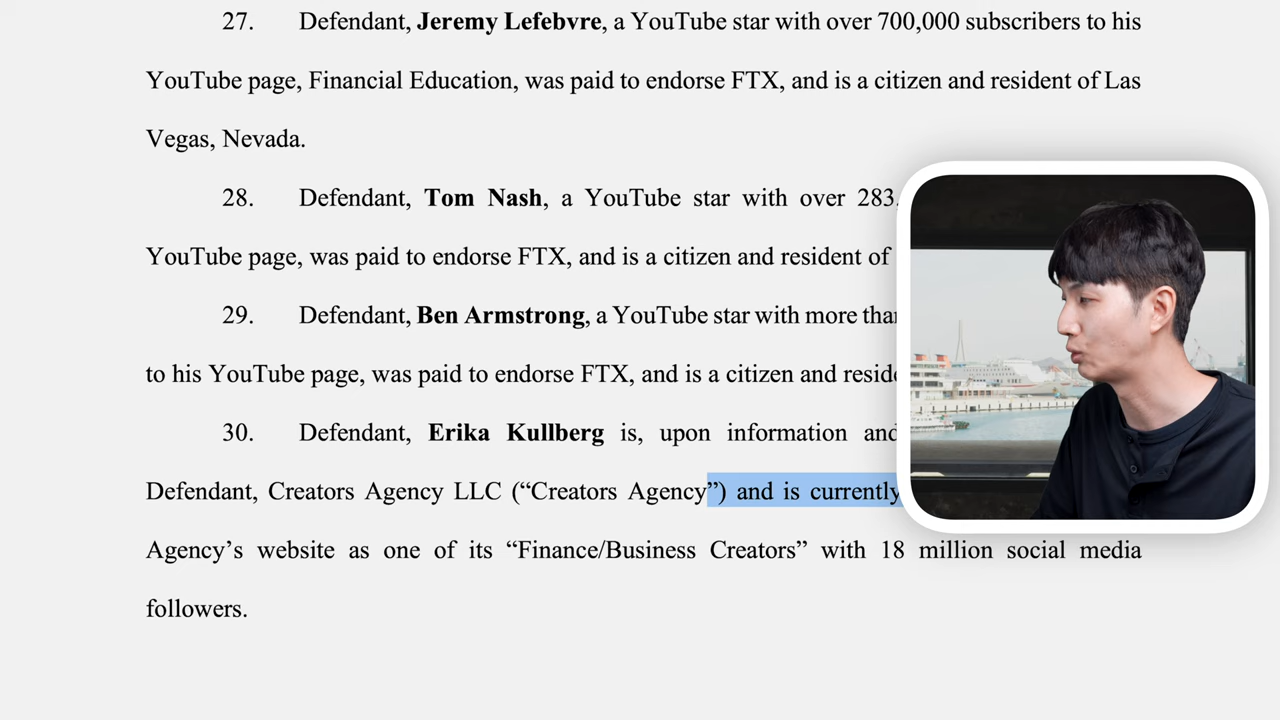 27. Defendant, Jeremy Lefebvre, a YouTube star with over 700,000 subscribers to his
YouTube page, Financial Education, was paid to endorse FTX, and is a citizen and resident of Las
Vegas, Nevada.
28. Defendant, Tom Nash, a YouTube star with over 283,
YouTube page, was paid to endorse FTX, and is a citizen and resident of
29. Defendant, Ben Armstrong, a YouTube star with more than
to his YouTube page, was paid to endorse FTX, and is a citizen and
30. Defendant, Erika Kullberg is, upon information and
Defendant, Creators Agency LLC (“Creators Agency”) and is currently
Agency’s website as one of its “Finance/Business Creators” with 18 million social media
followers.